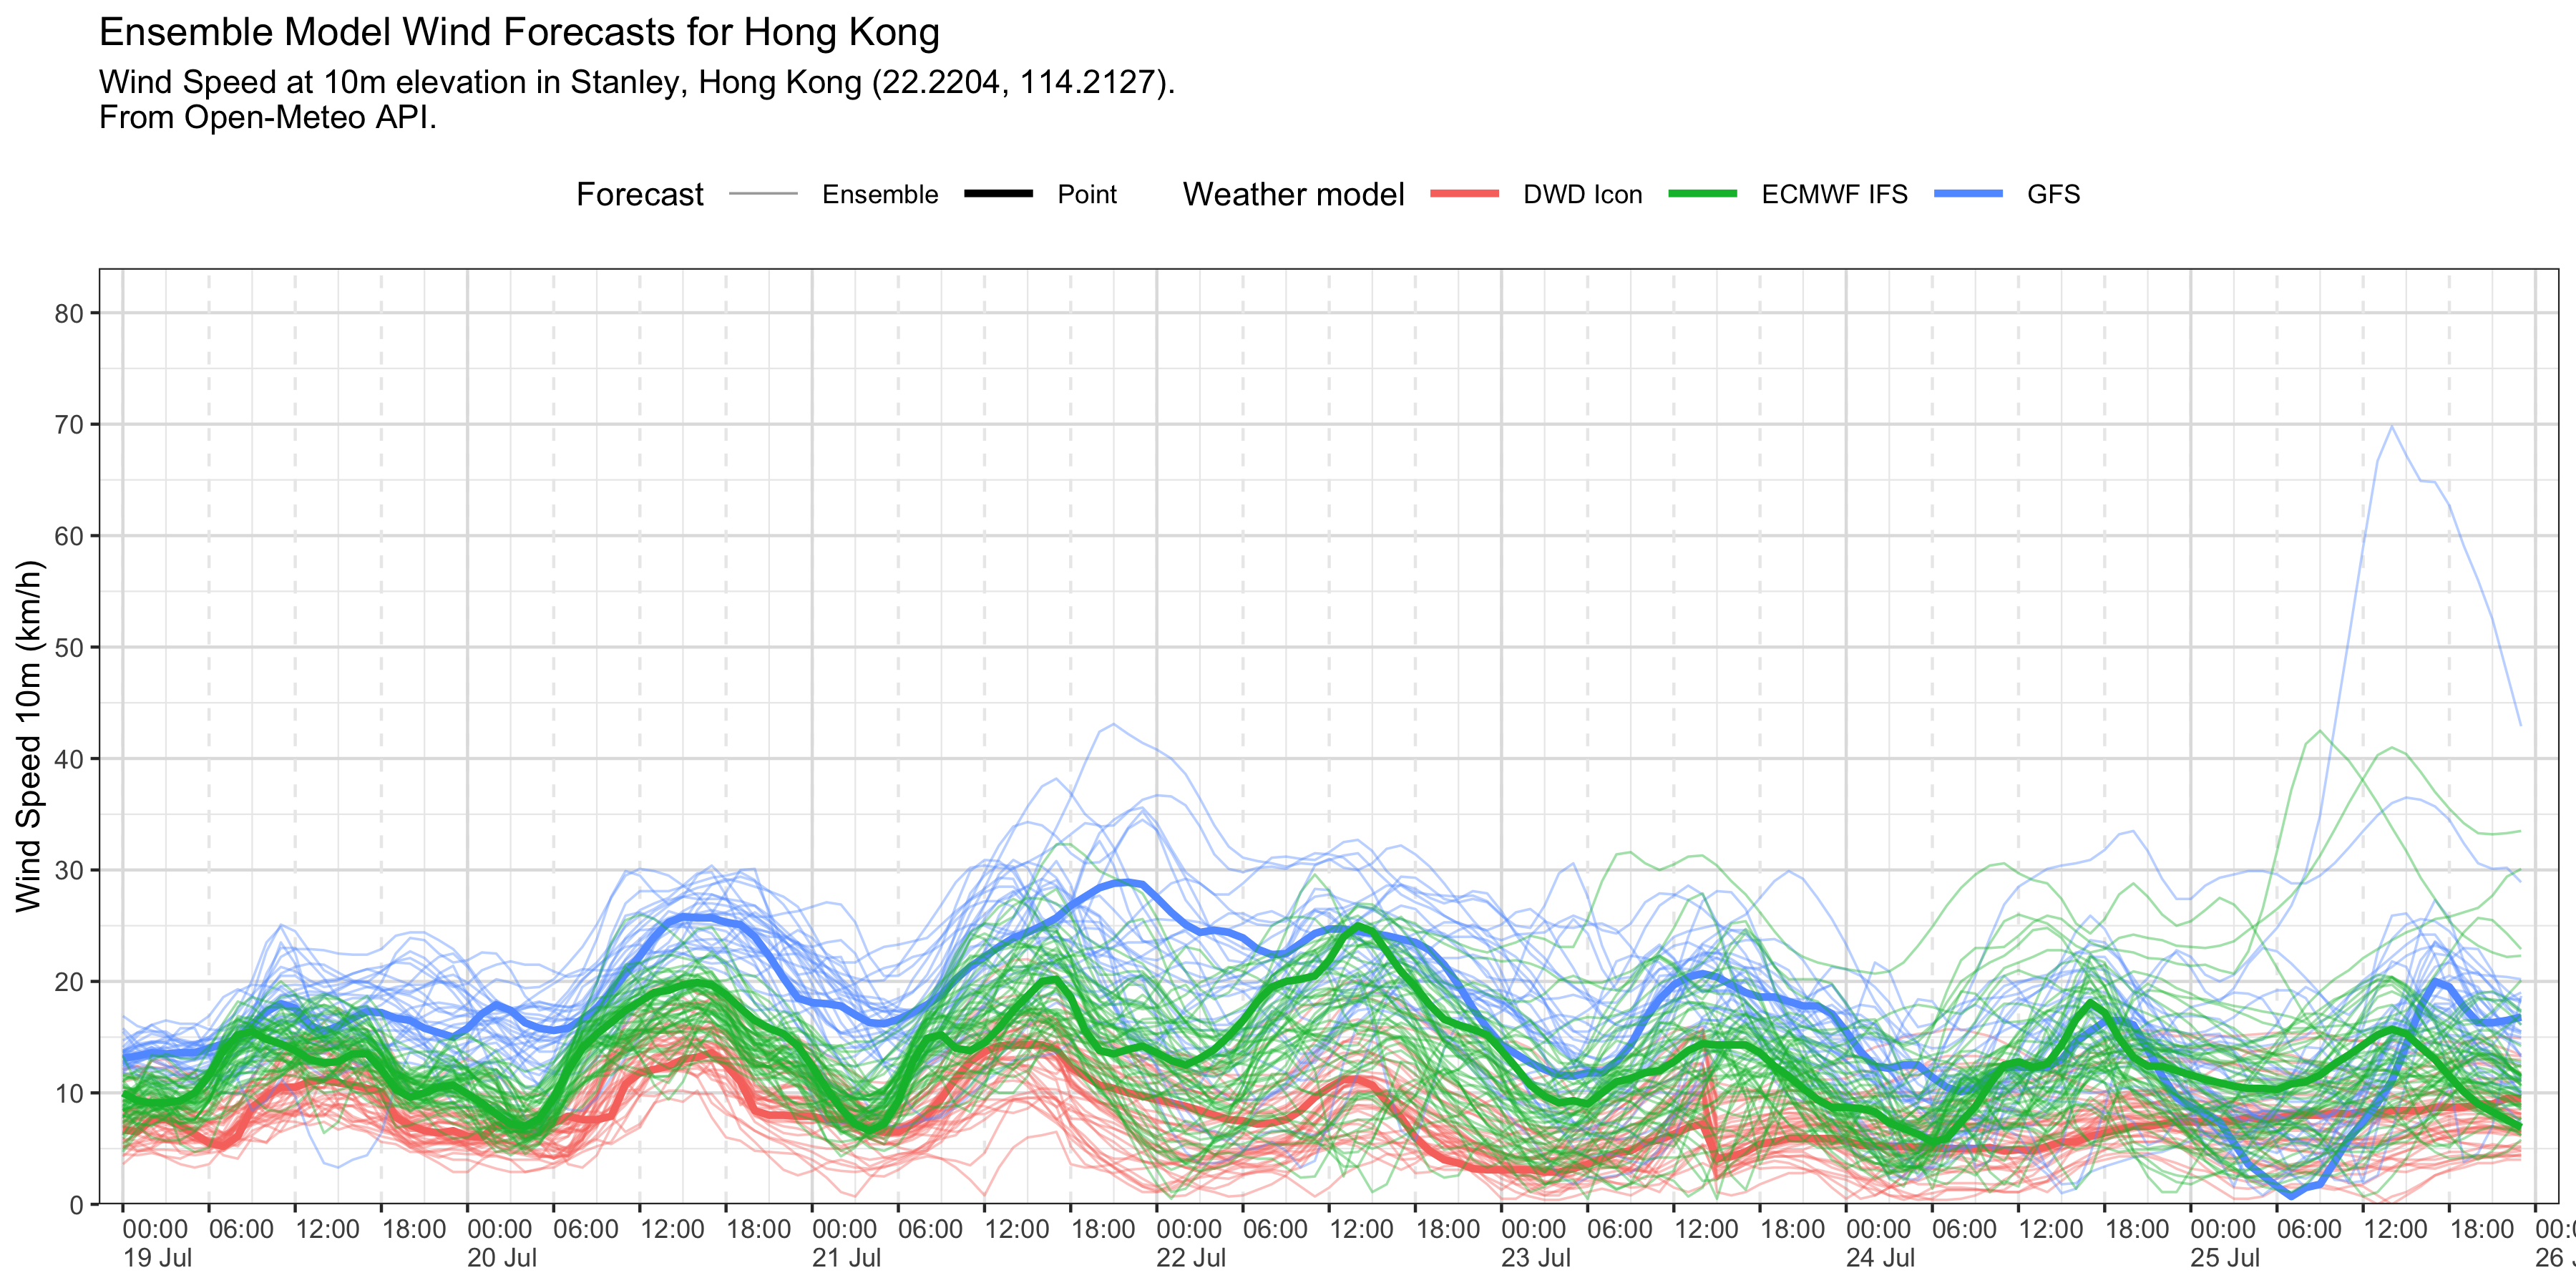 Ensemble Model Wind Forecasts for Hong Kong
Wind Speed at 10m elevation in Stanley, Hong Kong (22.2204, 114.2127).
From Open-Meteo API.
Forecast Ensemble Point Weather model DWD Icon ECMWF IFS GFS
Wind Speed 10m (km/h)
80
70
60
50
40
30
20
10
0
00:00 06:00 12:00 18:00 00:00 06:00 12:00 18:00 00:00 06:00 12:00 18:00 00:00 06:00 12:00 18:00 00:00 06:00 12:00 18:00 00:00 06:00 12:00 18:00 00:00 06:00 12:00 18:00 00:0
19 Jul 20 Jul 21 Jul 22 Jul 23 Jul 24 Jul 25 Jul 26